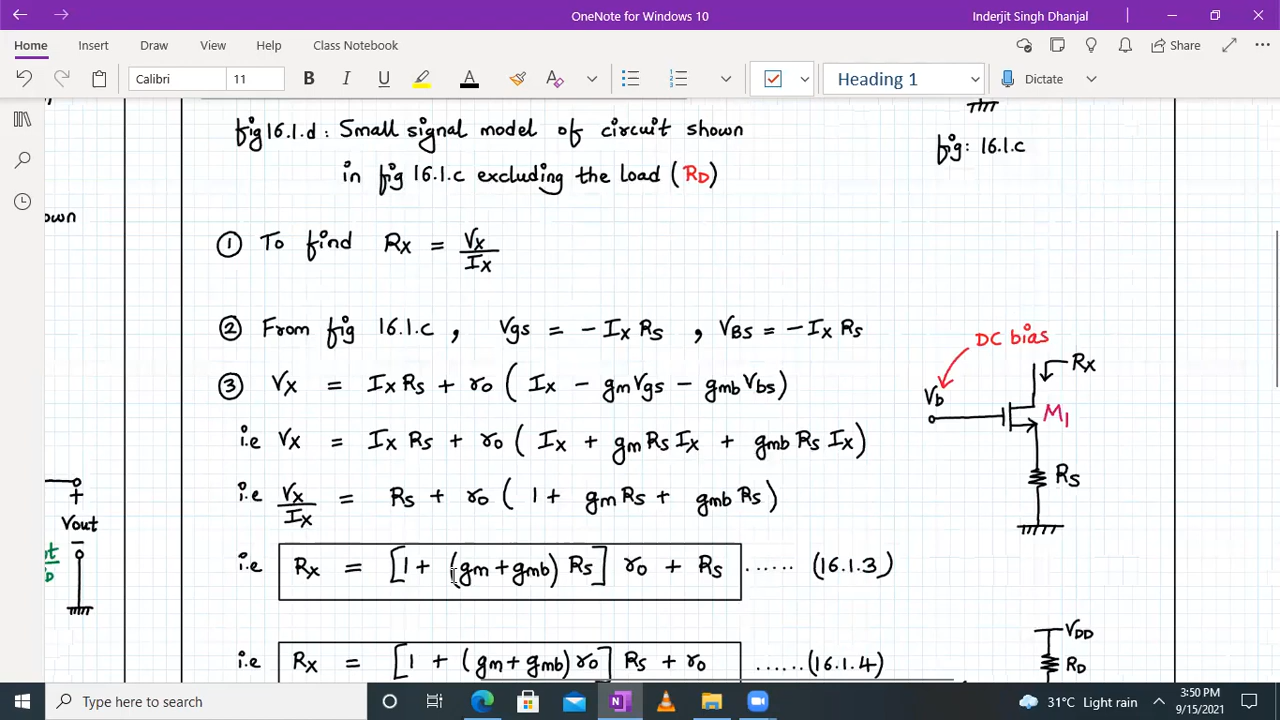 OneNote for Windows 10
Inderjit Singh Dhanjal
Home Insert Draw View Help Class Notebook
Share
Calibri 11 B I U A Heading 1 Dictate
fig 16.1.d : Small signal model of circuit shown
in fig 16.1.c excluding the load (RD)
fig: 16.1.c
own
① To find Rx = Vx/Ix
② From fig 16.1.c , Vgs = - Ix Rs , VBS = - Ix Rs
③ Vx = Ix Rs + ro ( Ix - gm Vgs - gmb Vbs )
i.e Vx = Ix Rs + ro ( Ix + gm Rs Ix + gmb Rs Ix )
i.e Vx/Ix = Rs + ro ( 1 + gm Rs + gmb Rs )
i.e Rx = [1 + (gm + gmb) Rs] ro + Rs ...... (16.1.3)
i.e Rx = [1 + (gm + gmb) ro] Rs + ro ......(16.1.4)
DC bias
Rx
Vb
M1
Rs
VDD
RD
+
Vout
-
Type here to search
31°C Light rain
3:50 PM
9/15/2021